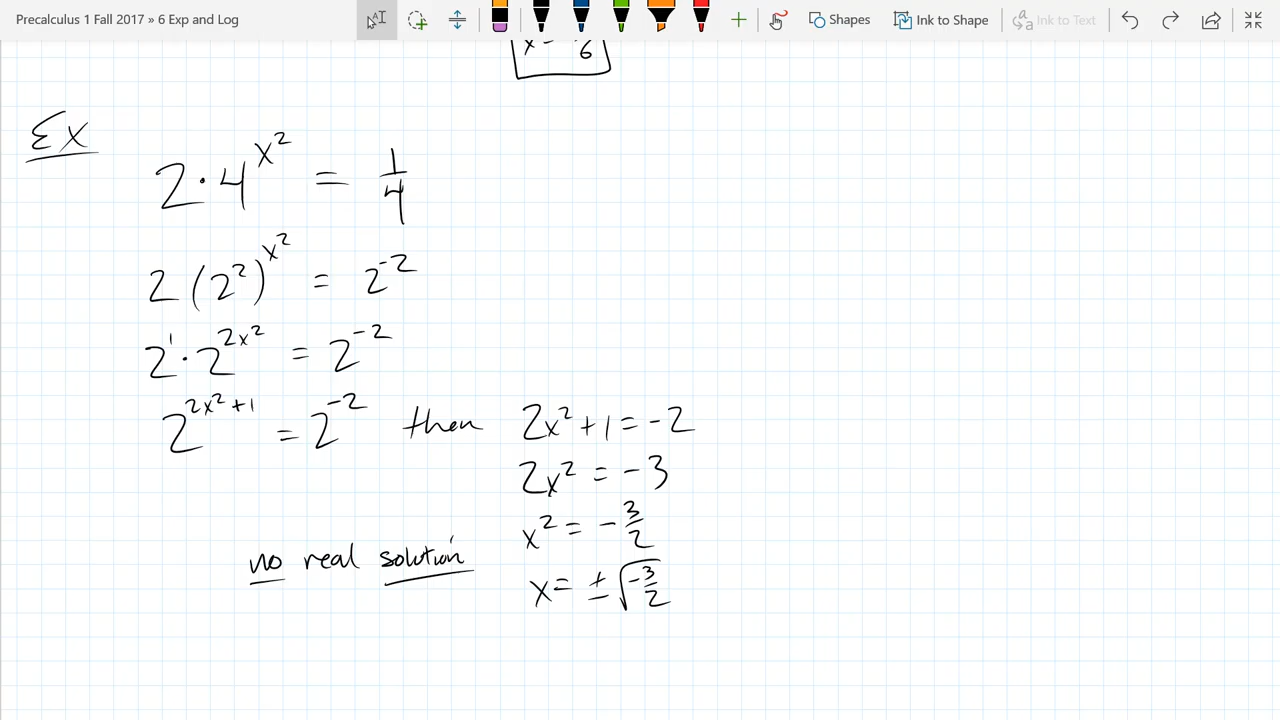 Precalculus 1 Fall 2017 » 6 Exp and Log
Shapes
Ink to Shape
Ink to Text
x = 6
Ex
2·4^x² = 1/4
2(2²)^x² = 2^-2
2¹·2^2x² = 2^-2
2^2x²+1 = 2^-2 then 2x²+1=-2
2x² = -3
x² = -3/2
no real solution
x = ±√-3/2